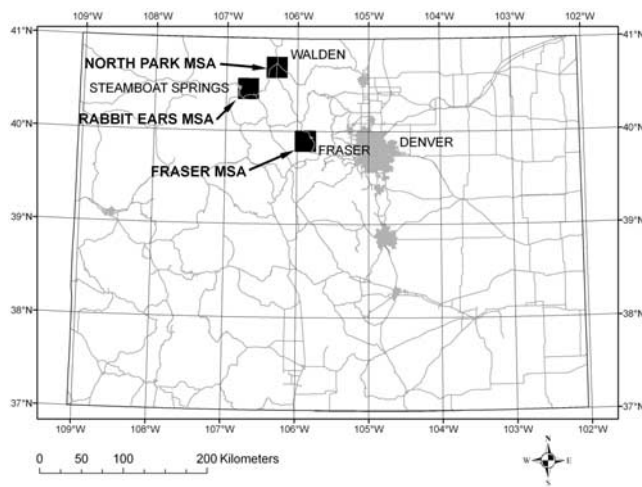 109°W 108°W 107°W 106°W 105°W 104°W 103°W 102°W
41°N 41°N
NORTH PARK MSA WALDEN
STEAMBOAT SPRINGS
RABBIT EARS MSA
40°N 40°N
FRASER DENVER
FRASER MSA
39°N 39°N
38°N 38°N
37°N 37°N
109°W 108°W 107°W 106°W 105°W 104°W 103°W 102°W
0 50 100 200 Kilometers
N
W E
S